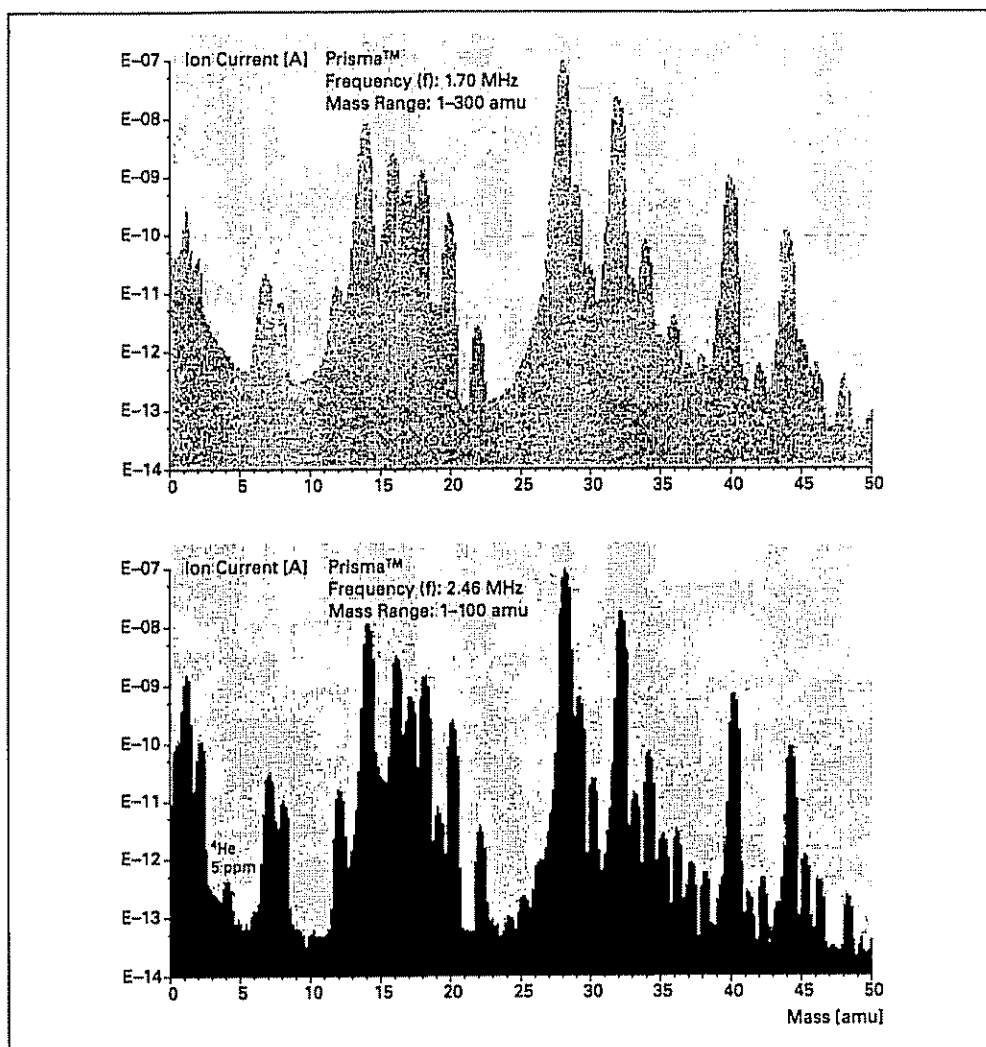 Ion Current [A] Prisma™
Frequency (f): 1.70 MHz
Mass Range: 1–300 amu
E–07
E–08
E–09
E–10
E–11
E–12
E–13
E–14
0 5 10 15 20 25 30 35 40 45 50
Ion Current [A] Prisma™
Frequency (f): 2.46 MHz
Mass Range: 1–100 amu
E–07
E–08
E–09
E–10
E–11
E–12
E–13
E–14
⁴He
5 ppm
0 5 10 15 20 25 30 35 40 45 50
Mass [amu]